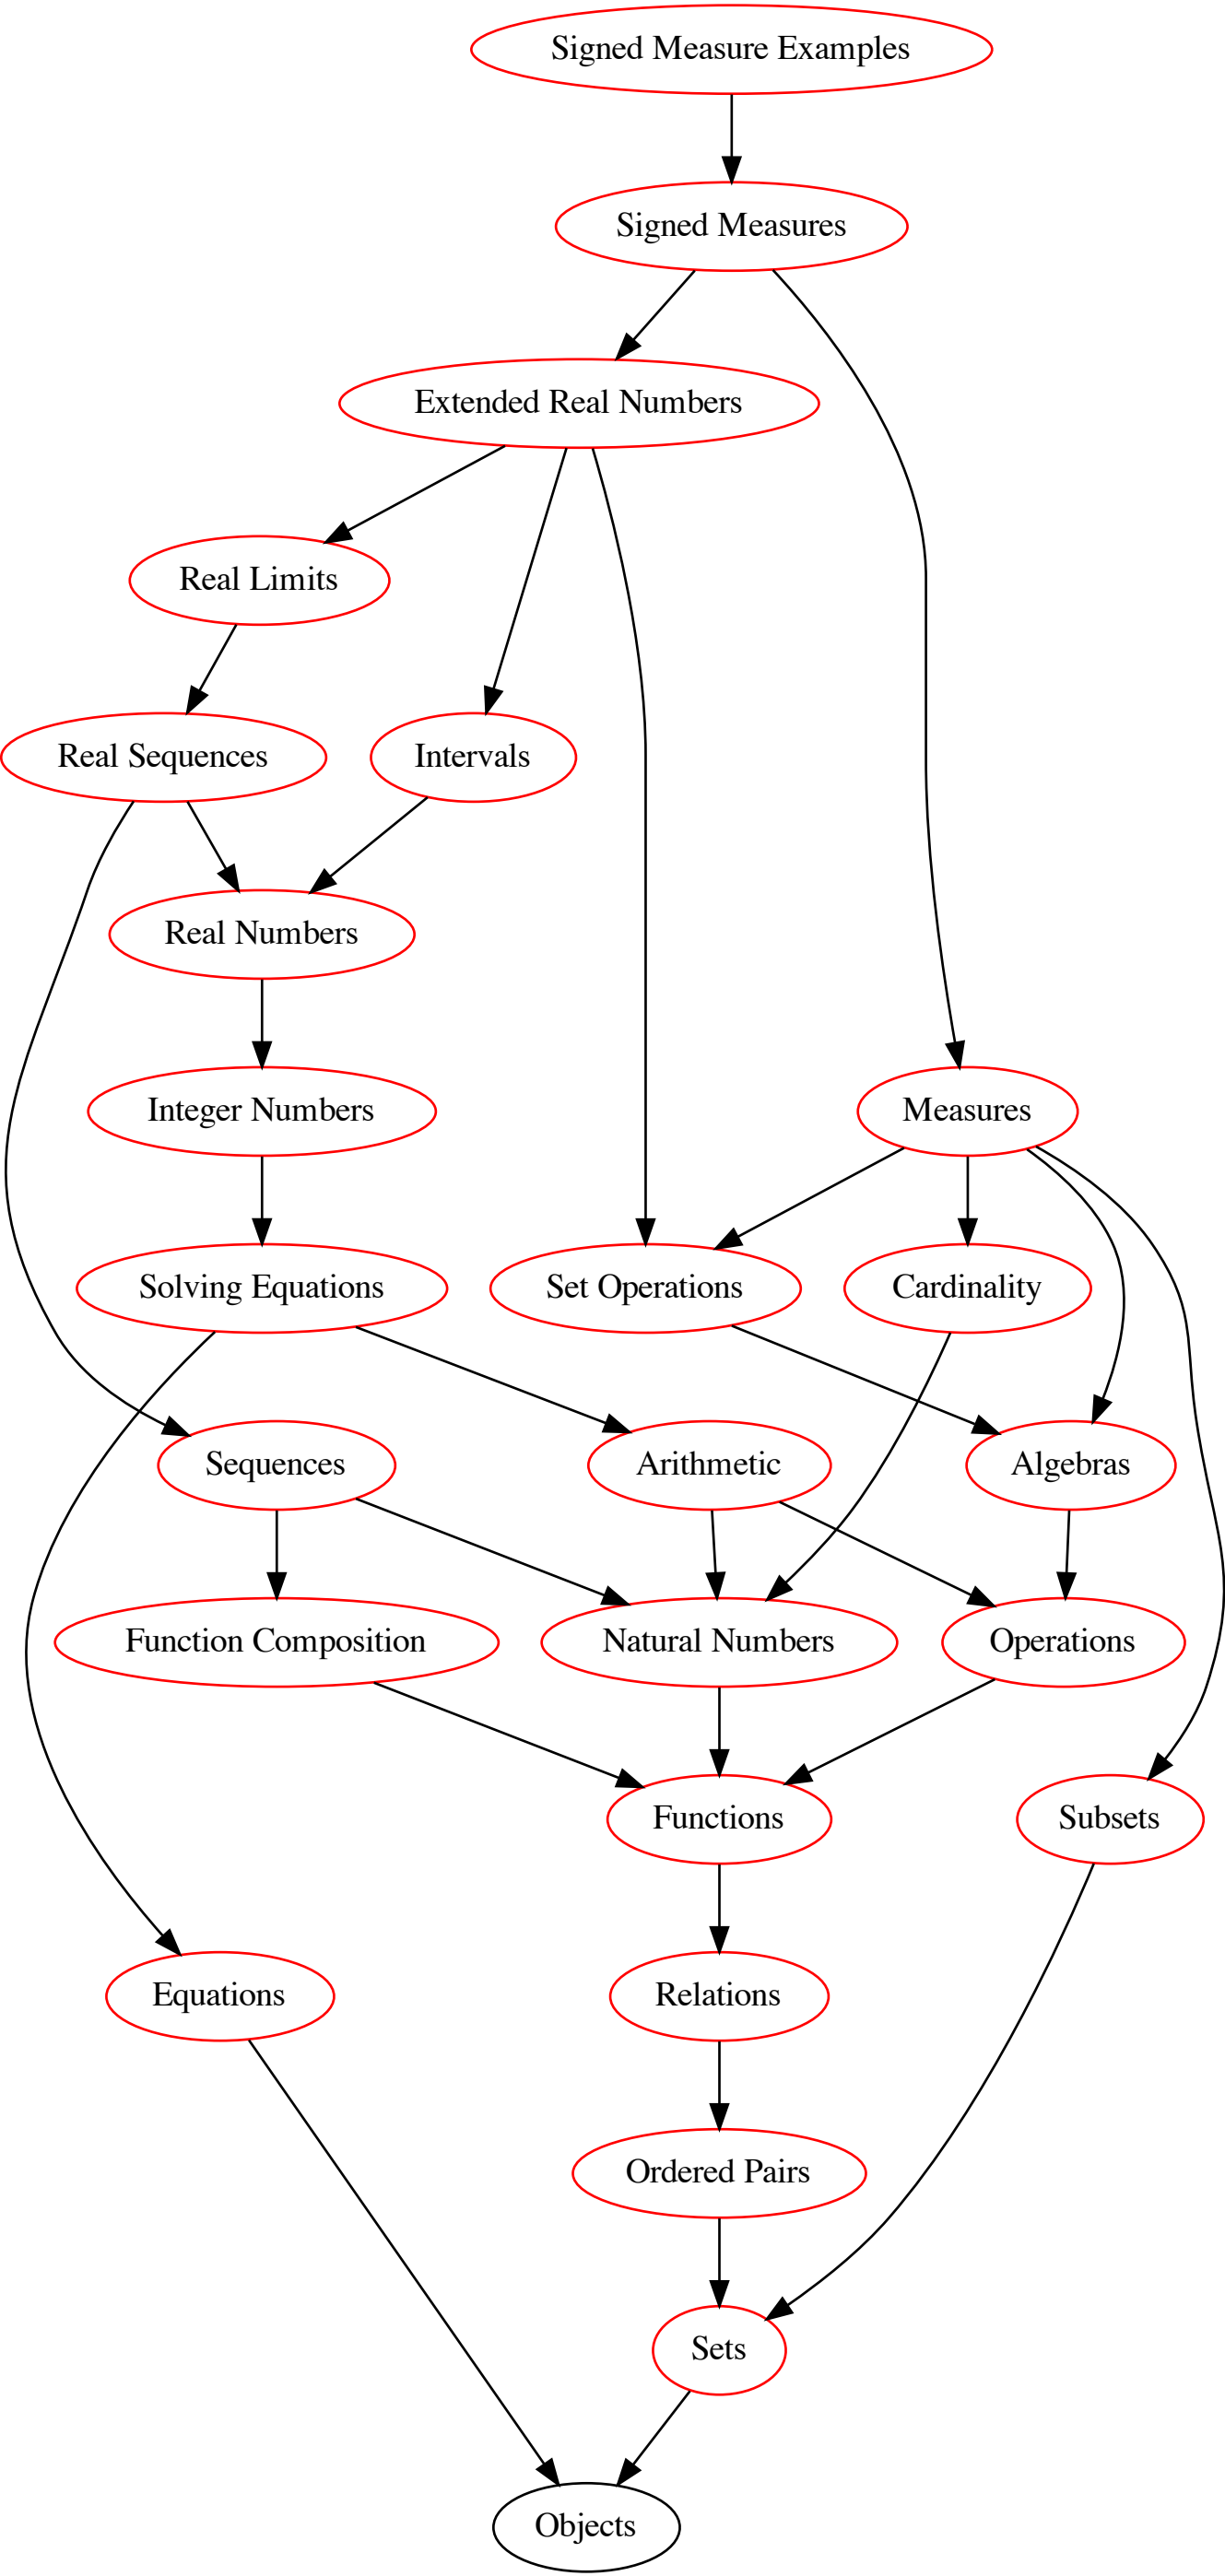 Signed Measure Examples
Signed Measures
Extended Real Numbers
Real Limits
Real Sequences
Intervals
Real Numbers
Integer Numbers
Measures
Solving Equations
Set Operations
Cardinality
Sequences
Arithmetic
Algebras
Function Composition
Natural Numbers
Operations
Functions
Subsets
Equations
Relations
Ordered Pairs
Sets
Objects